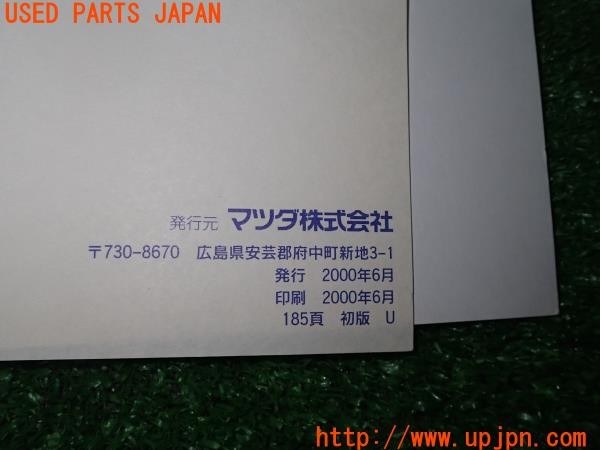 USED PARTS JAPAN
発行元 マツダ株式会社
〒730-8670 広島県安芸郡府中町新地3-1
発行 2000年6月
印刷 2000年6月
185頁 初版 U
http://www.upjpn.com